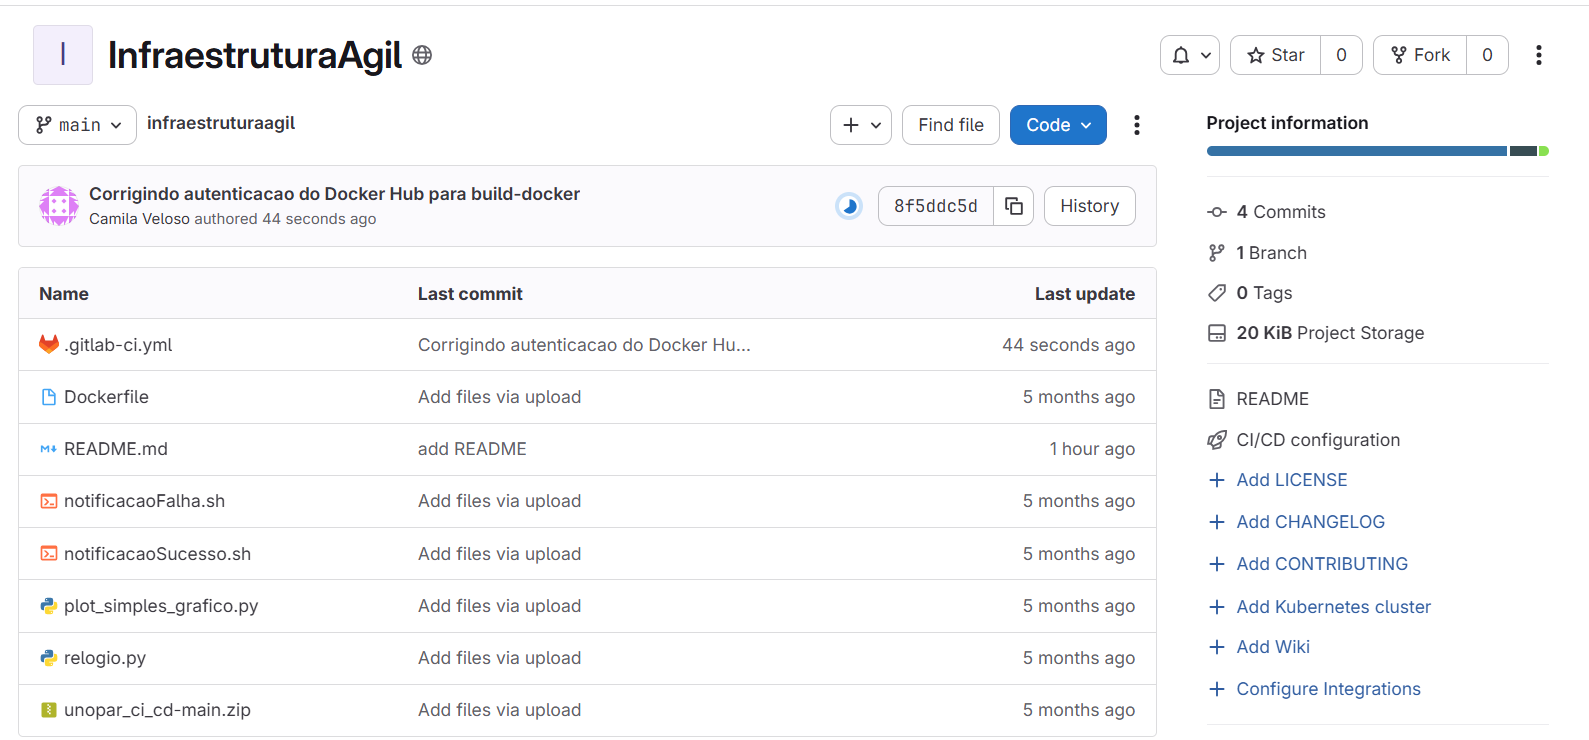 I
InfraestruturaAgil
Star 0
Fork 0
main
infraestruturaagil
Find file
Code
Corrigindo autenticacao do Docker Hub para build-docker
Camila Veloso authored 44 seconds ago
8f5ddc5d
History
Name Last commit Last update
.gitlab-ci.yml Corrigindo autenticacao do Docker Hu... 44 seconds ago
Dockerfile Add files via upload 5 months ago
README.md add README 1 hour ago
notificacaoFalha.sh Add files via upload 5 months ago
notificacaoSucesso.sh Add files via upload 5 months ago
plot_simples_grafico.py Add files via upload 5 months ago
relogio.py Add files via upload 5 months ago
unopar_ci_cd-main.zip Add files via upload 5 months ago
Project information
4 Commits
1 Branch
0 Tags
20 KiB Project Storage
README
CI/CD configuration
Add LICENSE
Add CHANGELOG
Add CONTRIBUTING
Add Kubernetes cluster
Add Wiki
Configure Integrations